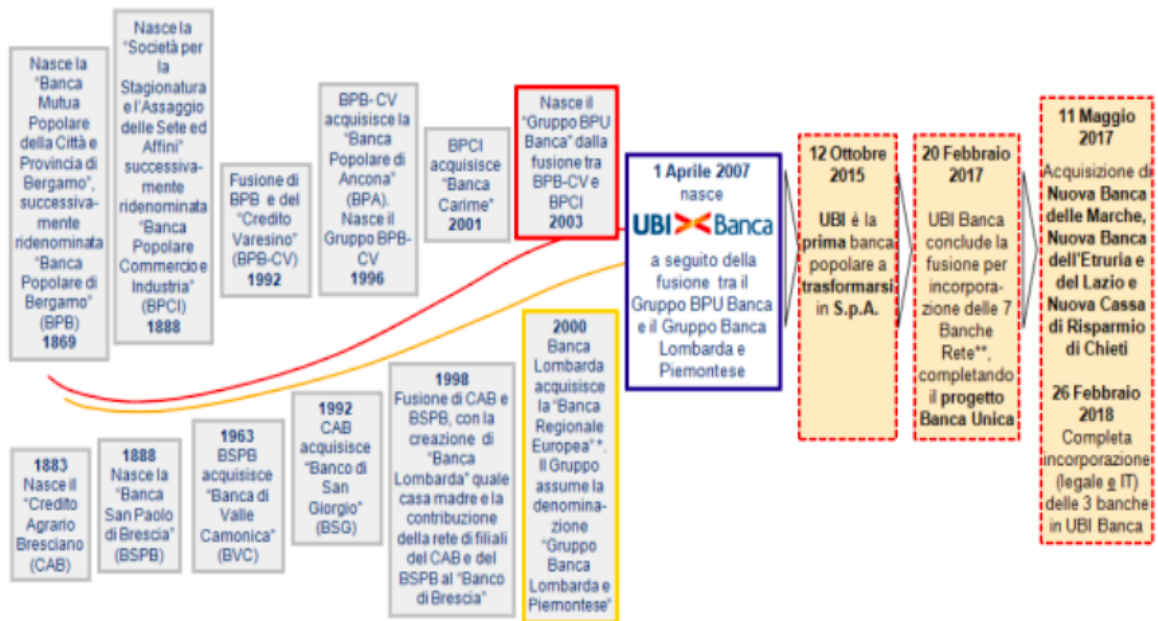 Nasce la
"Banca
Mutua
Popolare
della Città e
Provincia di
Bergamo",
successiva-
mente
ridenominata
"Banca
Popolare di
Bergamo"
(BPB)
1869
Nasce la
"Società per
la
Stagionatura
e l'Assaggio
delle Sete ed
Affini"
successiva-
mente
ridenominata
"Banca
Popolare
Commercio e
Industria"
(BPCI)
1888
Fusione di
BPB e del
"Credito
Varesino"
(BPB-CV)
1992
BPB-CV
acquisisce la
"Banca
Popolare di
Ancona"
(BPA).
Nasce il
Gruppo BPB-
CV
1996
BPCI
acquisisce
"Banca
Carime"
2001
Nasce il
"Gruppo BPU
Banca" dalla
fusione tra
BPB-CV e
BPCI
2003
1 Aprile 2007
nasce
UBI Banca
a seguito della
fusione tra il
Gruppo BPU Banca
e il Gruppo Banca
Lombarda e
Piemontese
12 Ottobre
2015
UBI è la
prima banca
popolare a
trasformarsi
in S.p.A.
20 Febbraio
2017
UBI Banca
conclude la
fusione per
incorpora-
zione delle 7
Banche
Rete**,
completando
il progetto
Banca Unica
11 Maggio
2017
Acquisizione di
Nuova Banca
delle Marche,
Nuova Banca
dell'Etruria e
del Lazio e
Nuova Cassa
di Risparmio
di Chieti
26 Febbraio
2018
Completa
incorporazione
(legale e IT)
delle 3 banche
in UBI Banca
1883
Nasce il
"Credito
Agrario
Bresciano"
(CAB)
1888
Nasce la
"Banca
San Paolo
di Brescia"
(BSPB)
1963
BSPB
acquisisce
"Banca di
Valle
Camonica"
(BVC)
1992
CAB
acquisisce
"Banco di
San
Giorgio"
(BSG)
1998
Fusione di CAB e
BSPB, con la
creazione di
"Banca
Lombarda" quale
casa madre e la
contribuzione
della rete di filiali
del CAB e del
BSPB al "Banco
di Brescia"
2000
Banca
Lombarda
acquisisce
la "Banca
Regionale
Europea" *.
Il Gruppo
assume la
denomina-
zione
"Gruppo
Banca
Lombarda e
Piemontese"